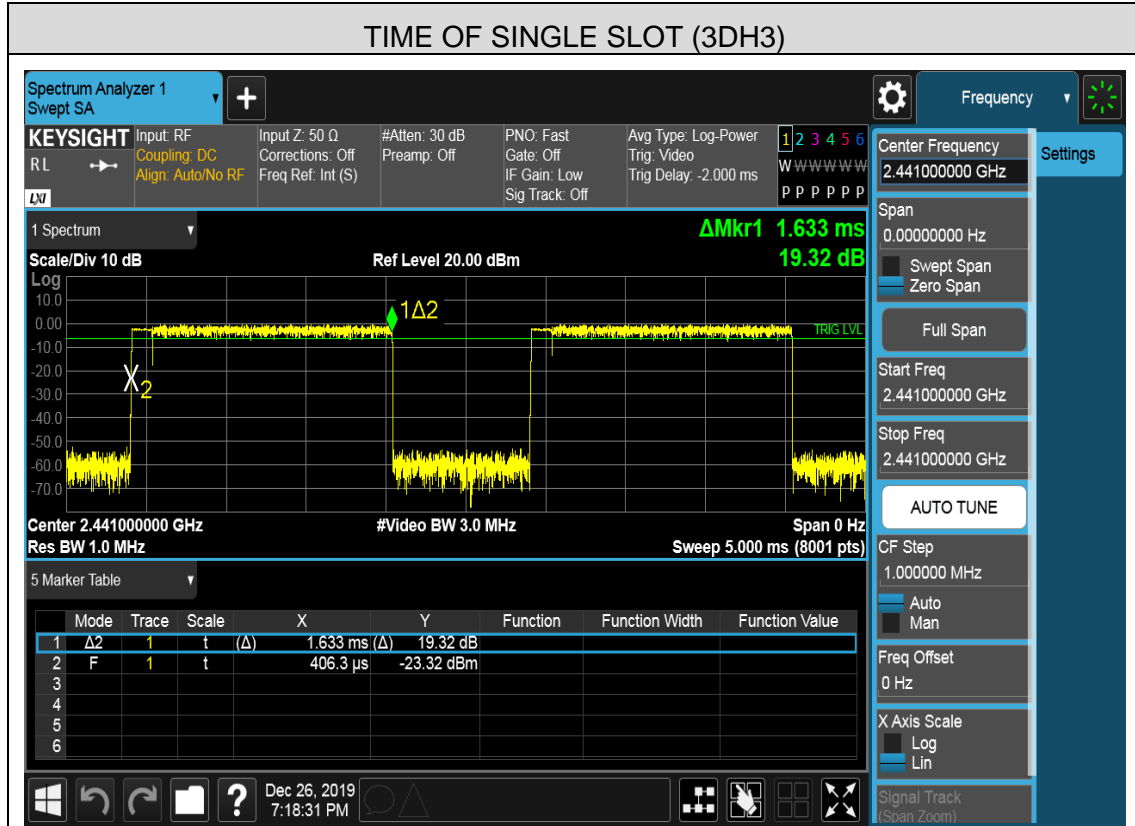 TIME OF SINGLE SLOT (3DH3)
Spectrum Analyzer 1
Swept SA
Frequency
KEYSIGHT
RL
LXI
Input: RF
Coupling: DC
Align: Auto/No RF
Input Z: 50 Ω
Corrections: Off
Freq Ref: Int (S)
#Atten: 30 dB
Preamp: Off
PNO: Fast
Gate: Off
IF Gain: Low
Sig Track: Off
Avg Type: Log-Power
Trig: Video
Trig Delay: -2.000 ms
1 2 3 4 5 6
W W W W W W
P P P P P P
1 Spectrum
ΔMkr1 1.633 ms
19.32 dB
Scale/Div 10 dB
Ref Level 20.00 dBm
Log
10.0
0.00
-10.0
-20.0
-30.0
-40.0
-50.0
-60.0
-70.0
1Δ2
2
TRIG LVL
Center 2.441000000 GHz
#Video BW 3.0 MHz
Span 0 Hz
Res BW 1.0 MHz
Sweep 5.000 ms (8001 pts)
5 Marker Table
Mode Trace Scale X Y Function Function Width Function Value
1 Δ2 1 t (Δ) 1.633 ms (Δ) 19.32 dB
2 F 1 t 406.3 µs -23.32 dBm
3
4
5
6
Dec 26, 2019
7:18:31 PM
?
Center Frequency
2.441000000 GHz
Settings
Span
0.00000000 Hz
Swept Span
Zero Span
Full Span
Start Freq
2.441000000 GHz
Stop Freq
2.441000000 GHz
AUTO TUNE
CF Step
1.000000 MHz
Auto
Man
Freq Offset
0 Hz
X Axis Scale
Log
Lin
Signal Track
(Span Zoom)